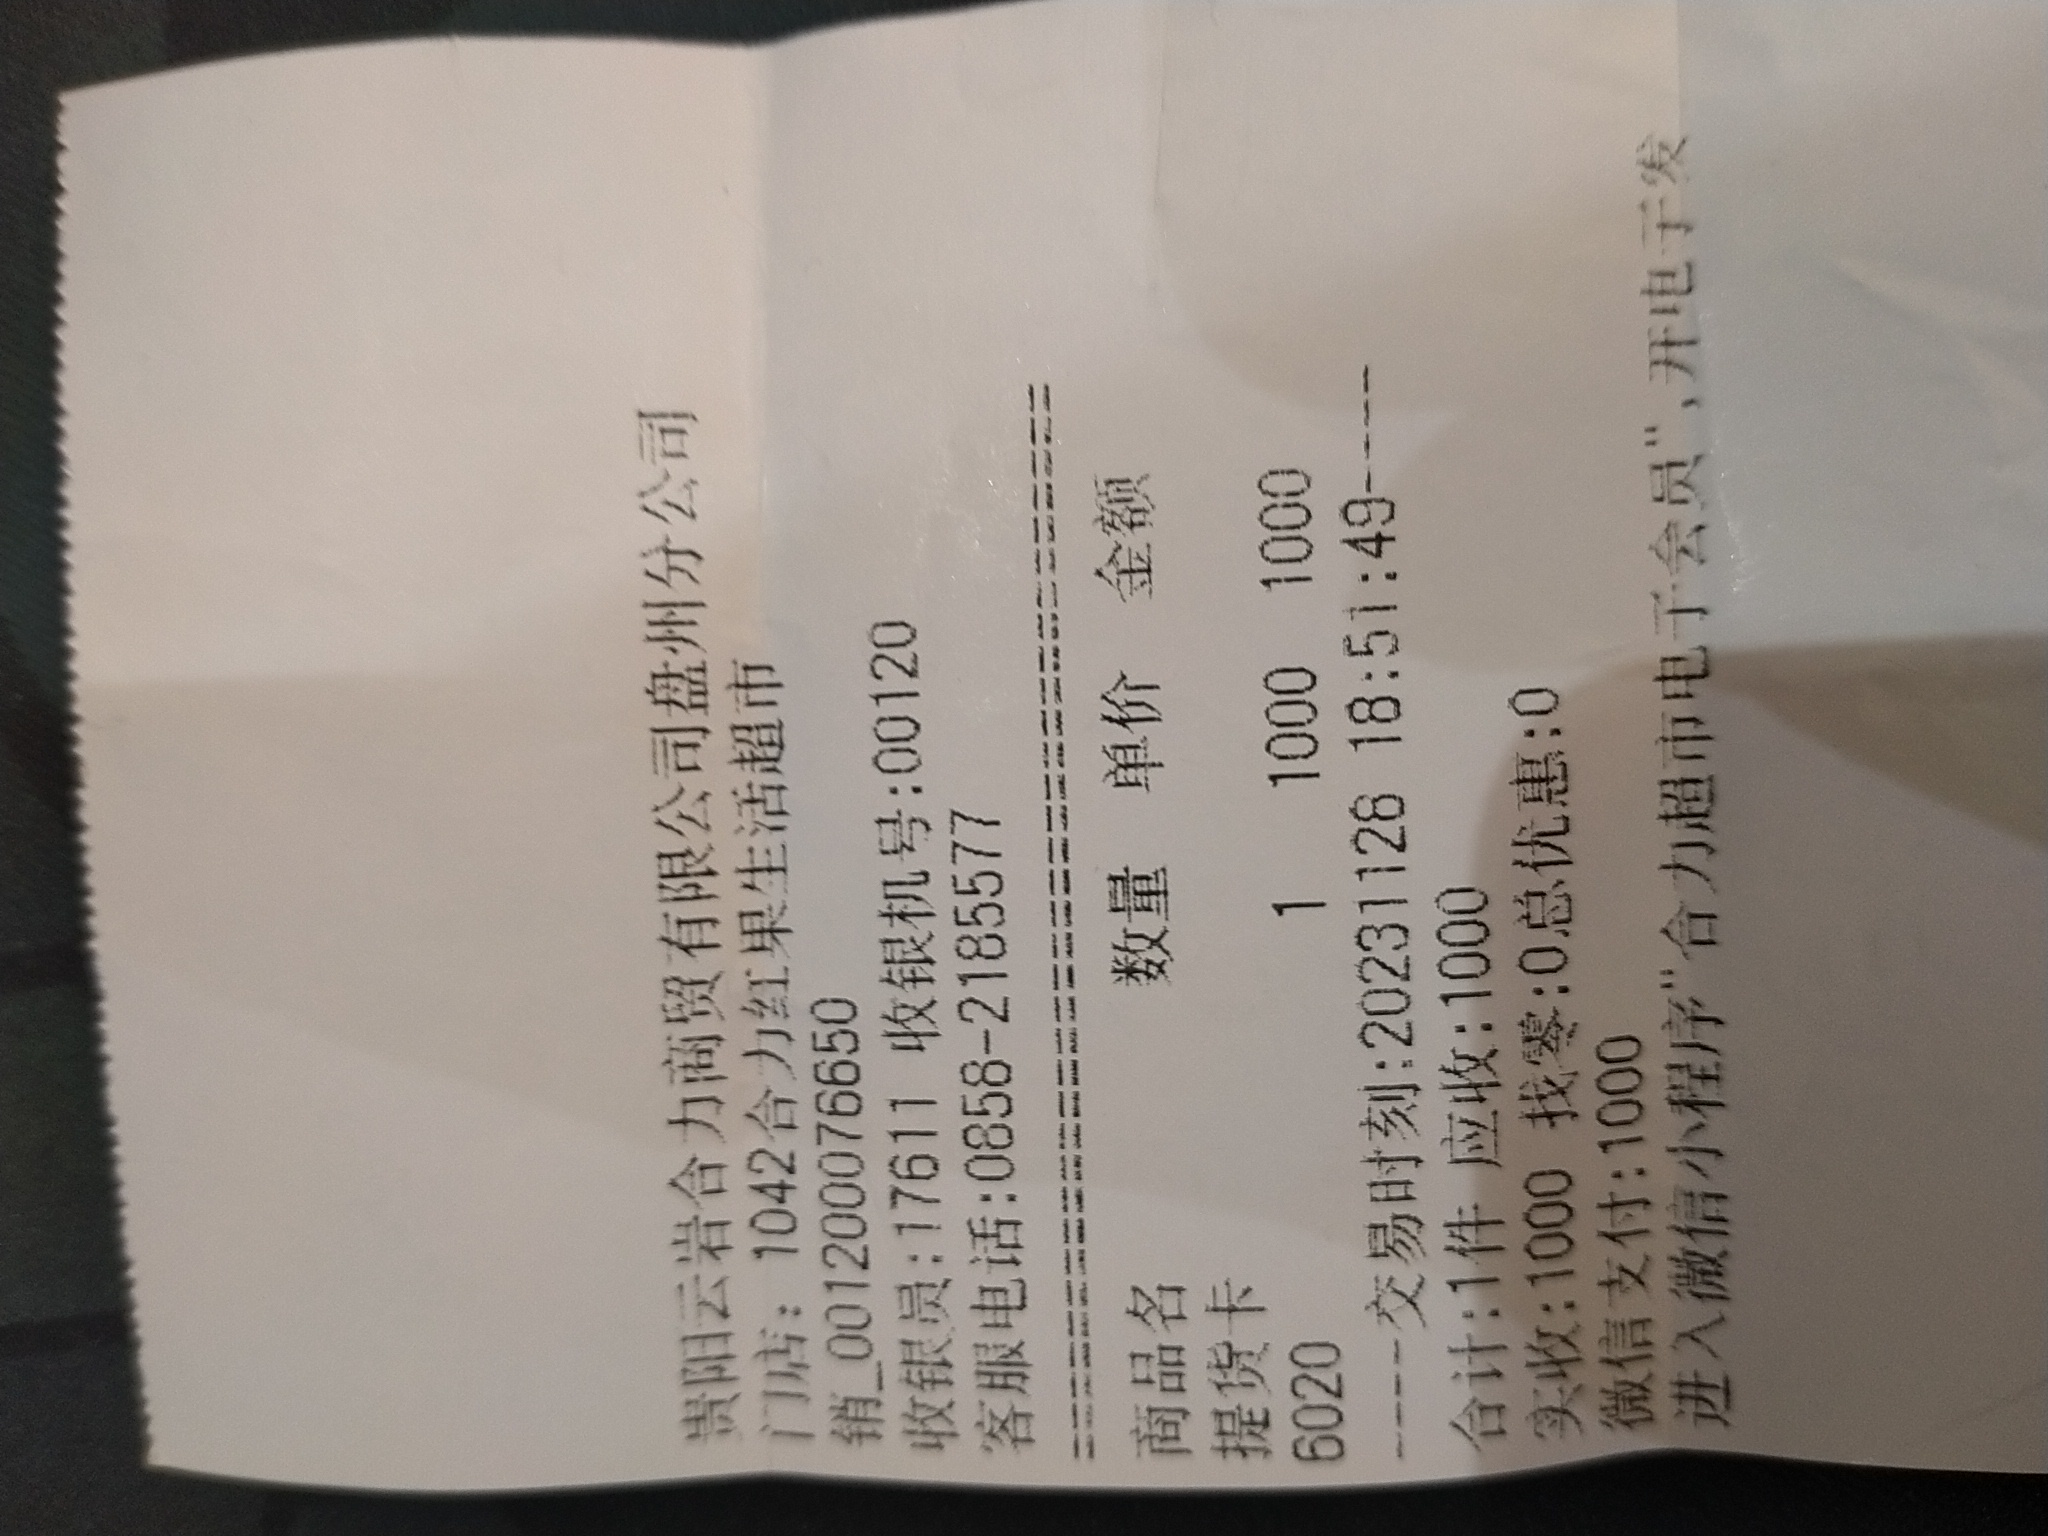 贵阳云岩合力商贸有限公司盘州分公司
门店: 1042合力红果生活超市
销_001200076650
收银员:17611 收银机号:00120
客服电话:0858-2185577
================================
商品名 数量 单价 金额
提货卡
6020 1 1000 1000
----交易时刻:20231128 18:51:49----
合计:1件 应收:1000
实收:1000 找零:0总优惠:0
微信支付:1000
进入微信小程序"合力超市电子会员",开电子发